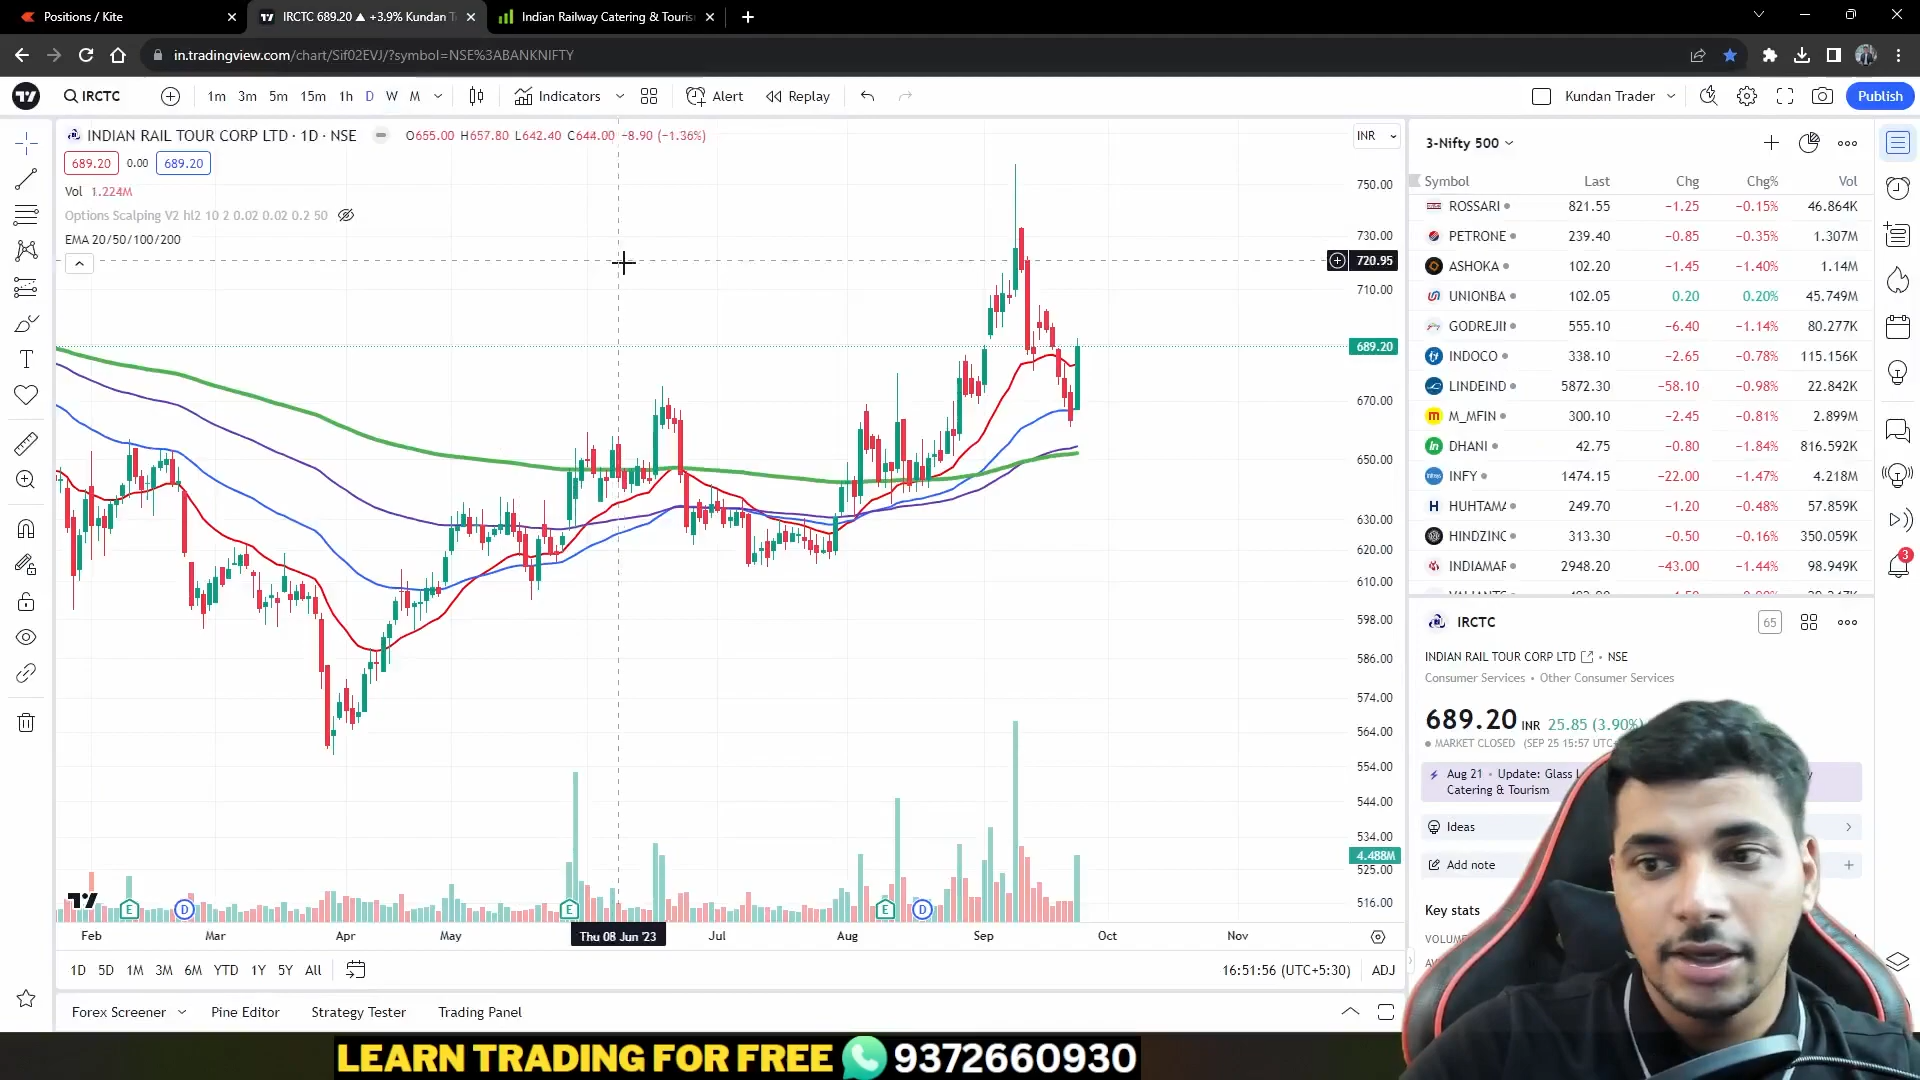 Positions / Kite
IRCTC 689.20 ▲ +3.9% Kundan T
Indian Railway Catering & Touris
in.tradingview.com/chart/Sif02EVJ/?symbol=NSE%3ABANKNIFTY
IRCTC
1m 3m 5m 15m 1h D W M
Indicators
Alert
Replay
Kundan Trader
Publish
INDIAN RAIL TOUR CORP LTD · 1D · NSE
O655.00 H657.80 L642.40 C644.00 −8.90 (−1.36%)
INR
689.20 0.00 689.20
Vol 1.224M
Options Scalping V2 hl2 10 2 0.02 0.02 0.2 50
EMA 20/50/100/200
750.00
730.00
720.95
710.00
689.20
670.00
650.00
630.00
620.00
610.00
598.00
586.00
574.00
564.00
554.00
544.00
534.00
4.488M
525.00
516.00
E D E E D
Feb Mar Apr May Thu 08 Jun '23 Jul Aug Sep Oct Nov
1D 5D 1M 3M 6M YTD 1Y 5Y All
16:51:56 (UTC+5:30) ADJ
Forex Screener Pine Editor Strategy Tester Trading Panel
3-Nifty 500
Symbol Last Chg Chg% Vol
ROSSARI 821.55 −1.25 −0.15% 46.864K
PETRONE 239.40 −0.85 −0.35% 1.307M
ASHOKA 102.20 −1.45 −1.40% 1.14M
UNIONBA 102.05 0.20 0.20% 45.749M
GODREJIN 555.10 −6.40 −1.14% 80.277K
INDOCO 338.10 −2.65 −0.78% 115.156K
LINDEIND 5872.30 −58.10 −0.98% 22.842K
M_MFIN 300.10 −2.45 −0.81% 2.899M
DHANI 42.75 −0.80 −1.84% 816.592K
INFY 1474.15 −22.00 −1.47% 4.218M
HUHTAMA 249.70 −1.20 −0.48% 57.859K
HINDZINC 313.30 −0.50 −0.16% 350.059K
INDIAMAR 2948.20 −43.00 −1.44% 98.949K
3
IRCTC
65
INDIAN RAIL TOUR CORP LTD • NSE
Consumer Services • Other Consumer Services
689.20 INR 25.85 (3.90%)
MARKET CLOSED (SEP 25 15:57 UTC+
Aug 21 • Update: Glass L
Catering & Tourism
Ideas
Add note
Key stats
LEARN TRADING FOR FREE 9372660930